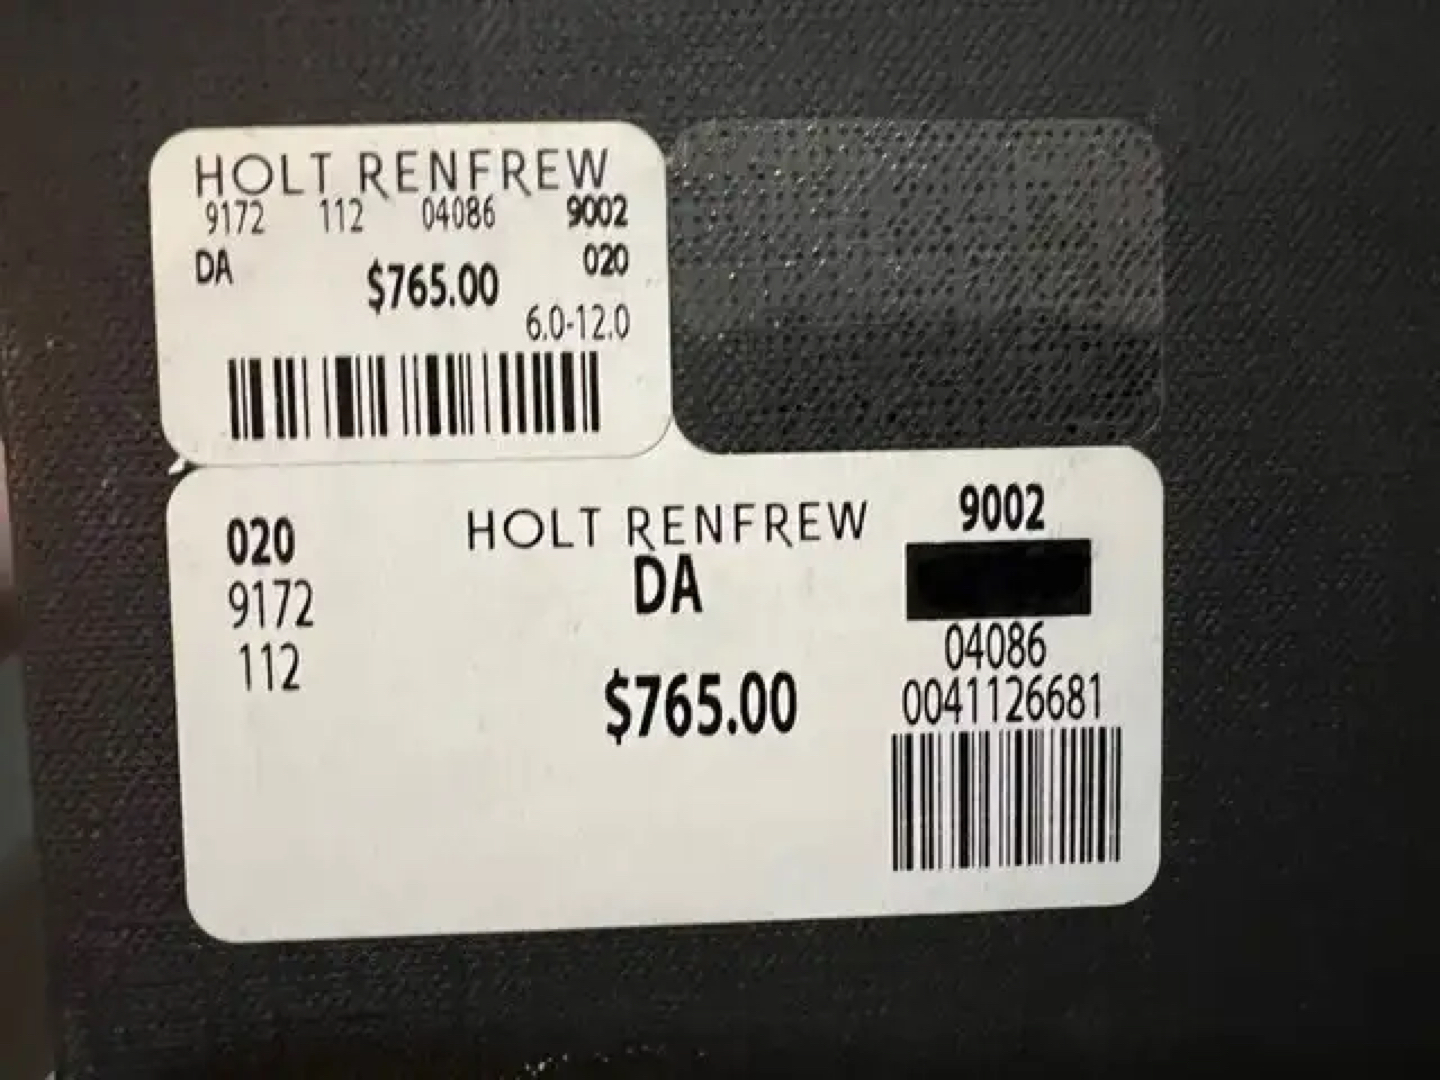 HOLT RENFREW
9172 112 04086 9002
DA 020
$765.00
6.0-12.0
020 HOLT RENFREW 9002
9172 DA
112 04086
$765.00 0041126681